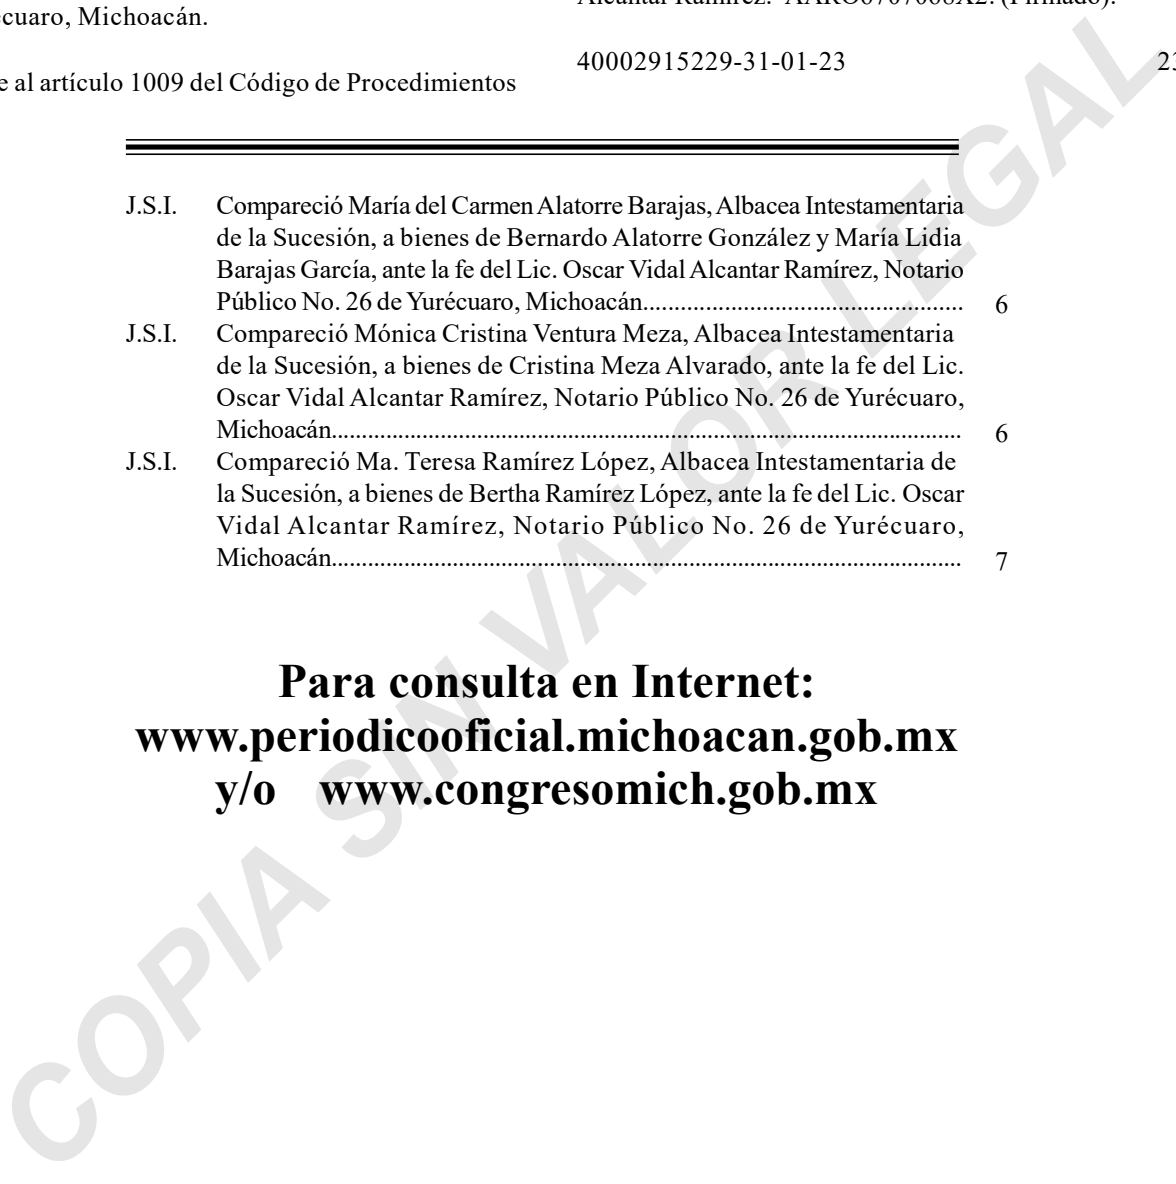 ecuaro, Michoacán.
e al artículo 1009 del Código de Procedimientos
40002915229-31-01-23
23
J.S.I. Compareció María del Carmen Alatorre Barajas, Albacea Intestamentaria
de la Sucesión, a bienes de Bernardo Alatorre González y María Lidia
Barajas García, ante la fe del Lic. Oscar Vidal Alcantar Ramírez, Notario
Público No. 26 de Yurécuaro, Michoacán................................................... 6
J.S.I. Compareció Mónica Cristina Ventura Meza, Albacea Intestamentaria
de la Sucesión, a bienes de Cristina Meza Alvarado, ante la fe del Lic.
Oscar Vidal Alcantar Ramírez, Notario Público No. 26 de Yurécuaro,
Michoacán......................................................................................................... 6
J.S.I. Compareció Ma. Teresa Ramírez López, Albacea Intestamentaria de
la Sucesión, a bienes de Bertha Ramírez López, ante la fe del Lic. Oscar
Vidal Alcantar Ramírez, Notario Público No. 26 de Yurécuaro,
Michoacán......................................................................................................... 7
Para consulta en Internet:
www.periodicooficial.michoacan.gob.mx
y/o www.congresomich.gob.mx
COPIA SIN VALOR LEGAL